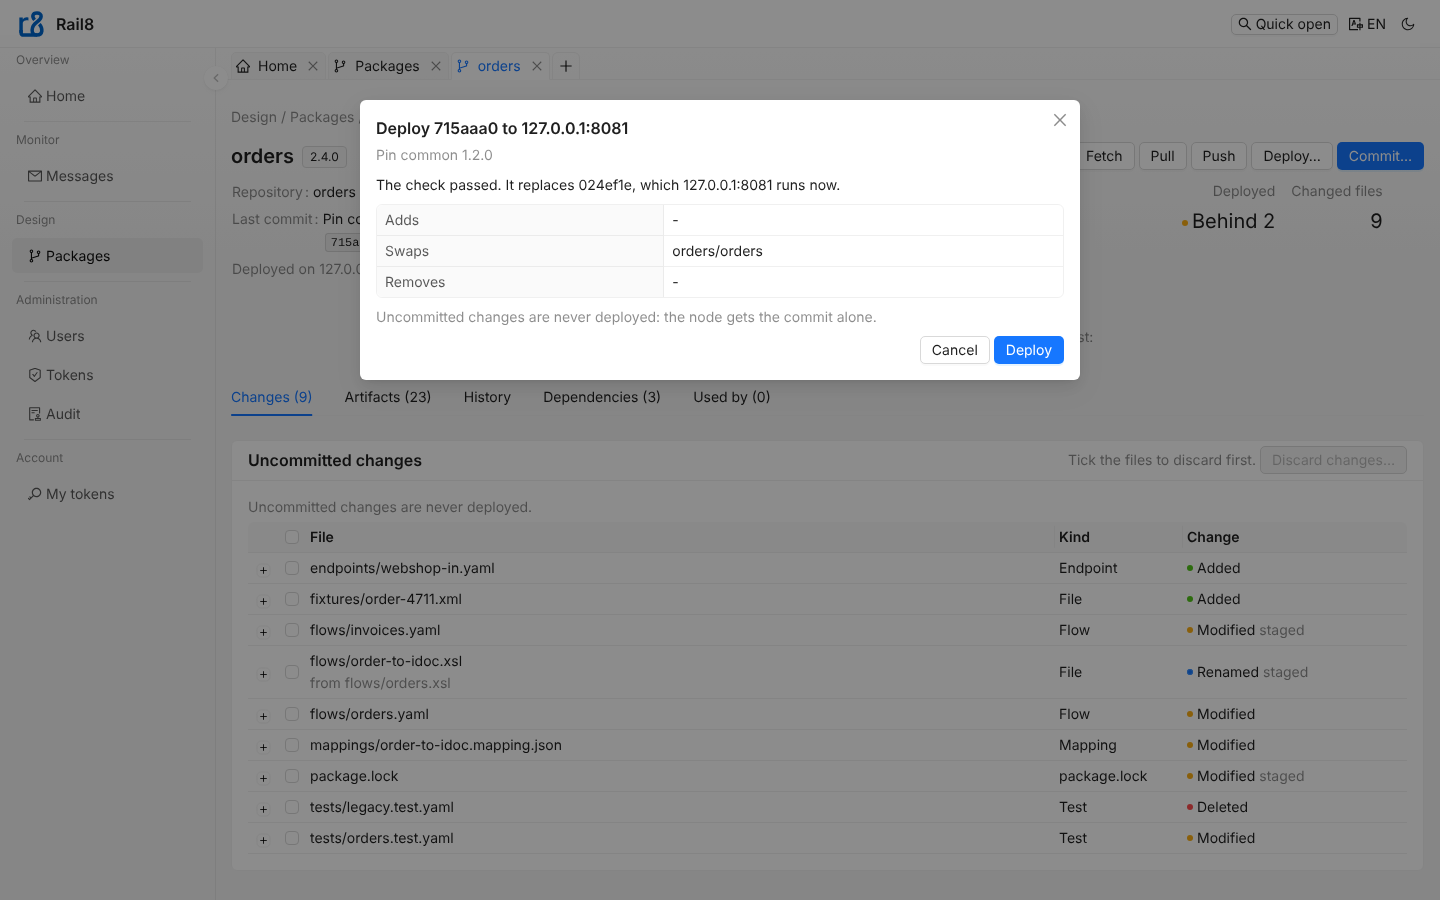 r8 Rail8
Quick open
EN
Overview
Home
Monitor
Messages
Design
Packages
Administration
Users
Tokens
Audit
Account
My tokens
Home
Packages
orders
Design / Packages /
orders 2.4.0
Fetch
Pull
Push
Deploy...
Commit...
Repository: orders
Last commit: Pin co
715a
Deployed on 127.0.0
Deployed
Behind 2
Changed files
9
st:
Deploy 715aaa0 to 127.0.0.1:8081
Pin common 1.2.0
The check passed. It replaces 024ef1e, which 127.0.0.1:8081 runs now.
Adds -
Swaps orders/orders
Removes -
Uncommitted changes are never deployed: the node gets the commit alone.
Cancel
Deploy
Changes (9)
Artifacts (23)
History
Dependencies (3)
Used by (0)
Uncommitted changes
Tick the files to discard first.
Discard changes...
Uncommitted changes are never deployed.
File Kind Change
+ endpoints/webshop-in.yaml Endpoint Added
+ fixtures/order-4711.xml File Added
+ flows/invoices.yaml Flow Modified staged
+ flows/order-to-idoc.xsl File Renamed staged
from flows/orders.xsl
+ flows/orders.yaml Flow Modified
+ mappings/order-to-idoc.mapping.json Mapping Modified
+ package.lock package.lock Modified staged
+ tests/legacy.test.yaml Test Deleted
+ tests/orders.test.yaml Test Modified